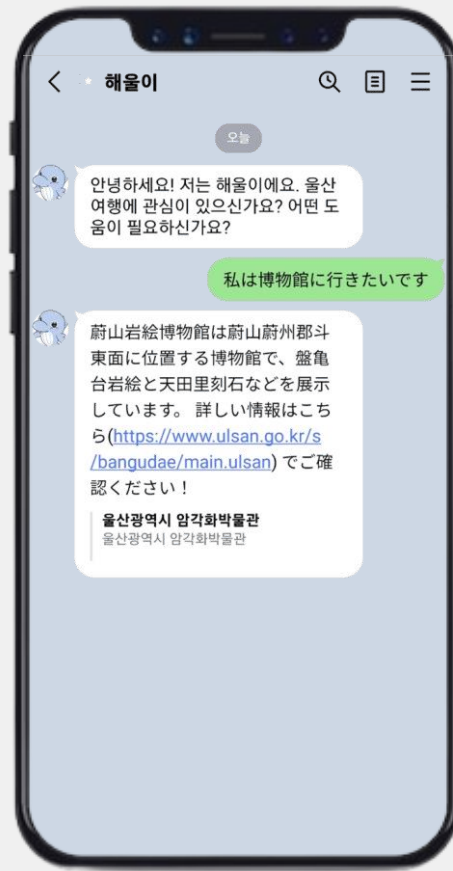 해울이
오늘
안녕하세요! 저는 해울이에요. 울산
여행에 관심이 있으신가요? 어떤 도
움이 필요하신가요?
私は博物館に行きたいです
蔚山岩絵博物館は蔚山蔚州郡斗
東面に位置する博物館で、盤亀
台岩絵と天田里刻石などを展示
しています。 詳しい情報はこち
ら(https://www.ulsan.go.kr/s
/bangudae/main.ulsan) でご確
認ください！
울산광역시 암각화박물관
울산광역시 암각화박물관